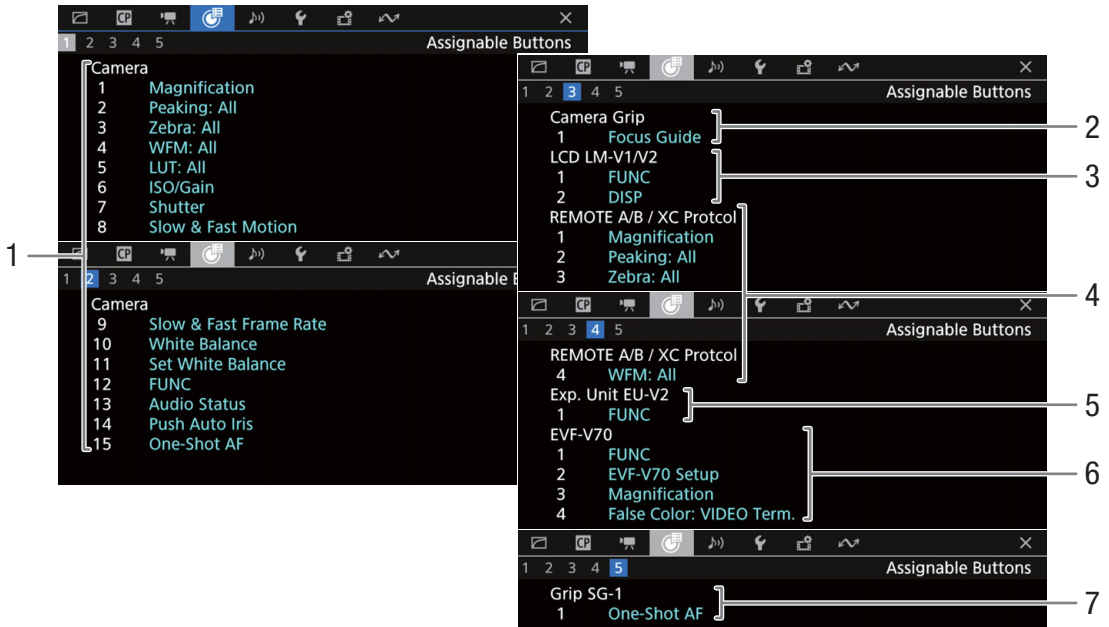 CP
1 2 3 4 5 Assignable Buttons
Camera
1 Magnification
2 Peaking: All
3 Zebra: All
4 WFM: All
5 LUT: All
6 ISO/Gain
7 Shutter
8 Slow & Fast Motion
1
CP
1 2 3 4 5 Assignable B
Camera
9 Slow & Fast Frame Rate
10 White Balance
11 Set White Balance
12 FUNC
13 Audio Status
14 Push Auto Iris
15 One-Shot AF
CP
1 2 3 4 5 Assignable Buttons
Camera Grip
1 Focus Guide
2
LCD LM-V1/V2
1 FUNC
2 DISP
3
REMOTE A/B / XC Protcol
1 Magnification
2 Peaking: All
3 Zebra: All
4
CP
1 2 3 4 5 Assignable Buttons
REMOTE A/B / XC Protcol
4 WFM: All
Exp. Unit EU-V2
1 FUNC
5
EVF-V70
1 FUNC
2 EVF-V70 Setup
3 Magnification
4 False Color: VIDEO Term.
6
CP
1 2 3 4 5 Assignable Buttons
Grip SG-1
1 One-Shot AF
7